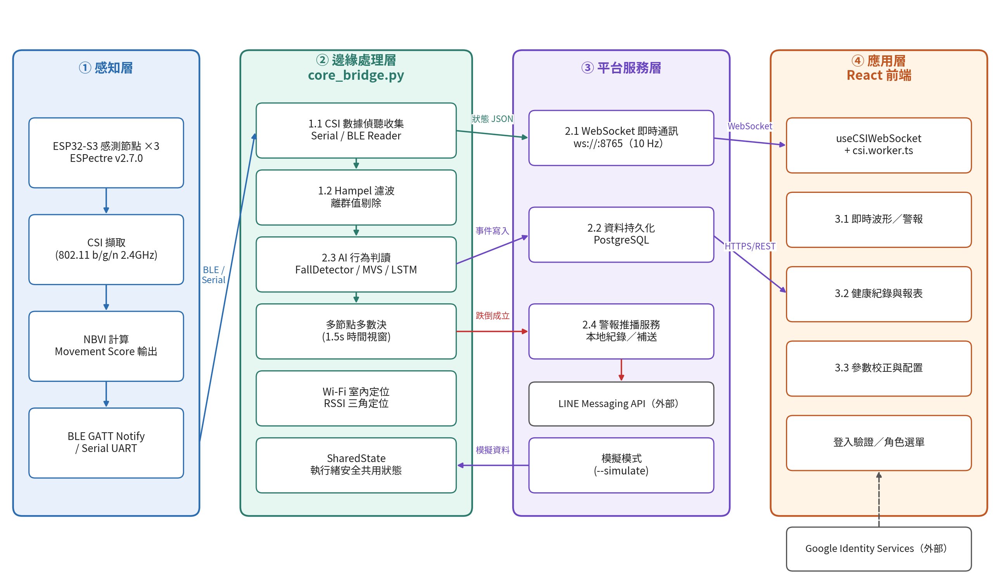 ① 感知層
ESP32-S3 感測節點 ×3
ESPectre v2.7.0
CSI 擷取
(802.11 b/g/n 2.4GHz)
NBVI 計算
Movement Score 輸出
BLE GATT Notify
/ Serial UART
BLE /
Serial
② 邊緣處理層
core_bridge.py
1.1 CSI 數據偵聽收集
Serial / BLE Reader
1.2 Hampel 濾波
離群值剔除
2.3 AI 行為判讀
FallDetector / MVS / LSTM
多節點多數決
(1.5s 時間視窗)
Wi-Fi 室內定位
RSSI 三角定位
SharedState
執行緒安全共用狀態
狀態 JSON
事件寫入
跌倒成立
模擬資料
③ 平台服務層
2.1 WebSocket 即時通訊
ws://:8765（10 Hz）
2.2 資料持久化
PostgreSQL
2.4 警報推播服務
本地紀錄／補送
LINE Messaging API（外部）
模擬模式
(--simulate)
WebSocket
HTTPS/REST
④ 應用層
React 前端
useCSIWebSocket
+ csi.worker.ts
3.1 即時波形／警報
3.2 健康紀錄與報表
3.3 參數校正與配置
登入驗證／角色選單
Google Identity Services（外部）